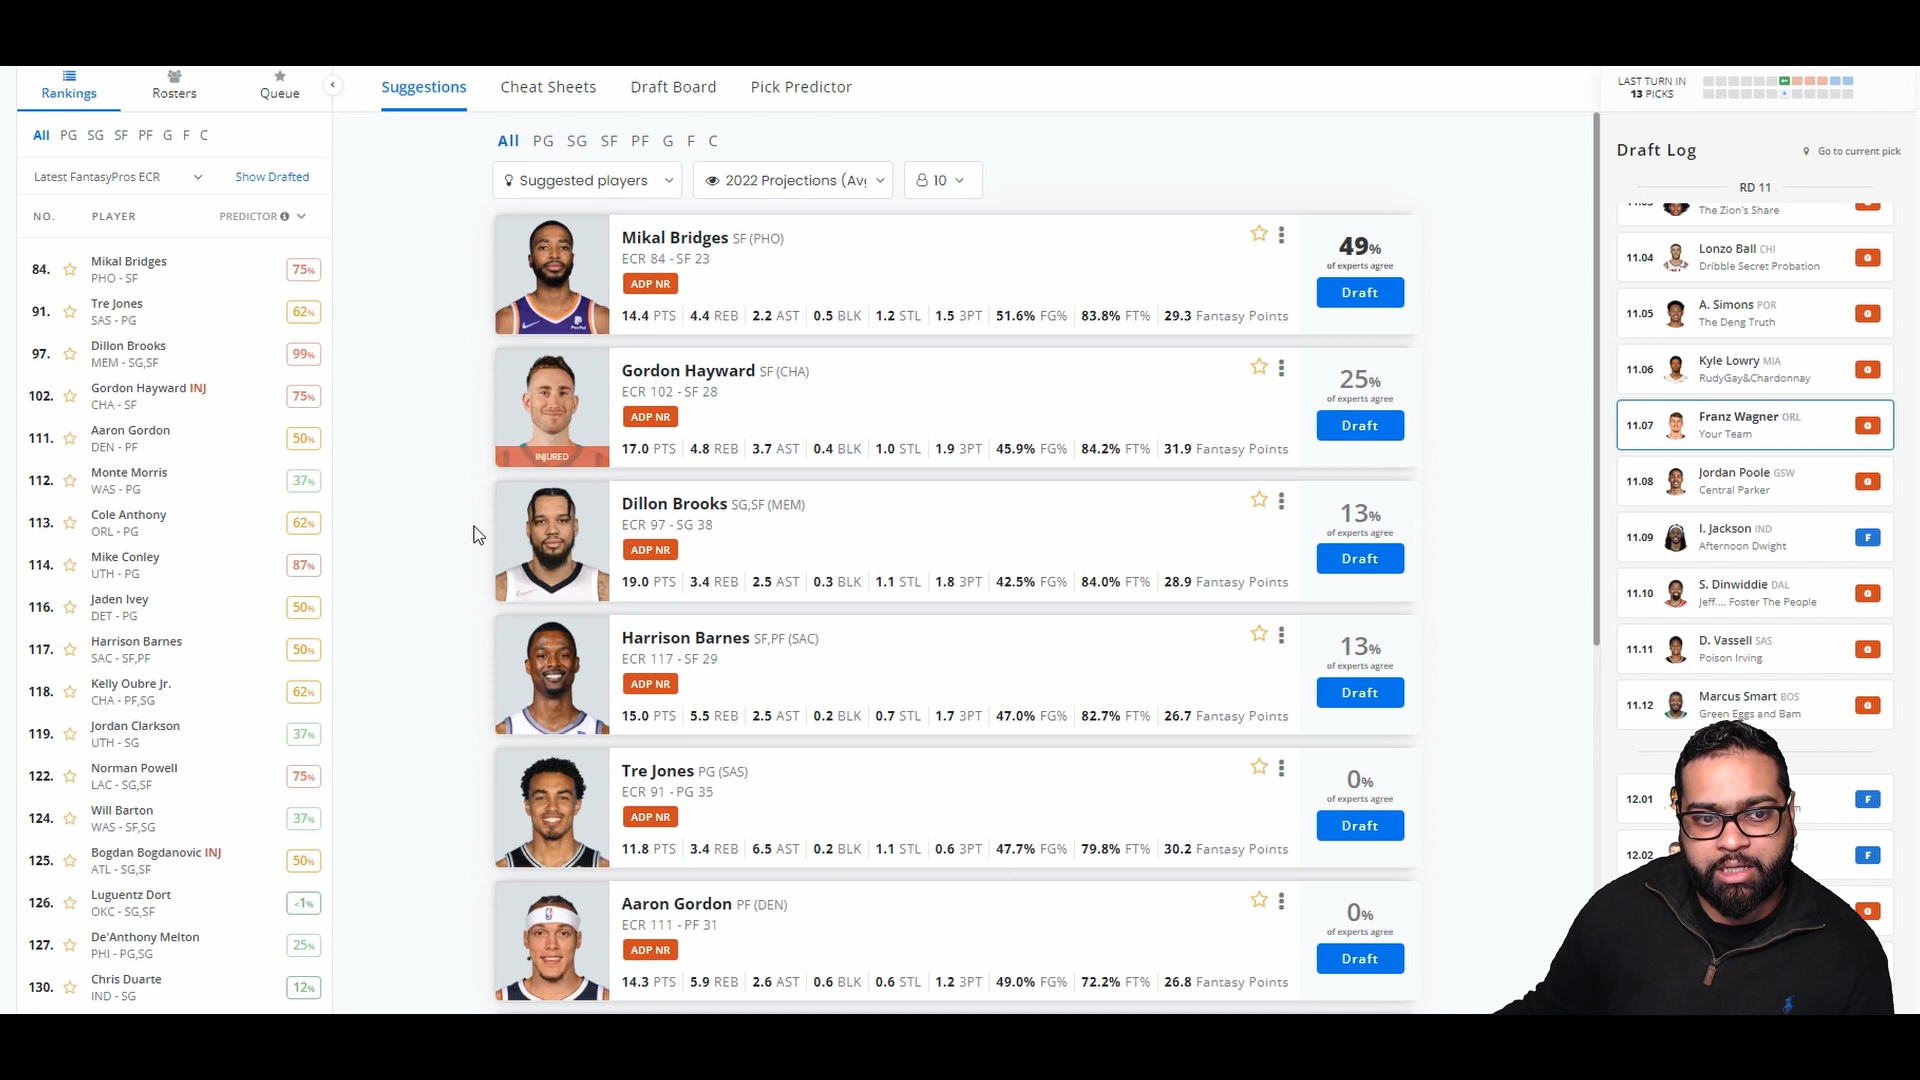 Rankings
Rosters
Queue
All PG SG SF PF G F C
Latest FantasyPros ECR
Show Drafted
NO. PLAYER PREDICTOR
84. Mikal Bridges 75%
PHO - SF
91. Tre Jones 62%
SAS - PG
97. Dillon Brooks 99%
MEM - SG,SF
102. Gordon Hayward INJ 75%
CHA - SF
111. Aaron Gordon 50%
DEN - PF
112. Monte Morris 37%
WAS - PG
113. Cole Anthony 62%
ORL - PG
114. Mike Conley 87%
UTH - PG
116. Jaden Ivey 50%
DET - PG
117. Harrison Barnes 50%
SAC - SF,PF
118. Kelly Oubre Jr. 62%
CHA - PF,SG
119. Jordan Clarkson 37%
UTH - SG
122. Norman Powell 75%
LAC - SG,SF
124. Will Barton 37%
WAS - SF,SG
125. Bogdan Bogdanovic INJ 50%
ATL - SG,SF
126. Luguentz Dort <1%
OKC - SG,SF
127. De'Anthony Melton 25%
PHI - PG,SG
130. Chris Duarte 12%
IND - SG
Suggestions
Cheat Sheets
Draft Board
Pick Predictor
All PG SG SF PF G F C
Suggested players
2022 Projections (Av
10
Mikal Bridges SF (PHO)
ECR 84 - SF 23
ADP NR
14.4 PTS 4.4 REB 2.2 AST 0.5 BLK 1.2 STL 1.5 3PT 51.6% FG% 83.8% FT% 29.3 Fantasy Points
49%
of experts agree
Draft
Gordon Hayward SF (CHA)
ECR 102 - SF 28
ADP NR
INJURED
17.0 PTS 4.8 REB 3.7 AST 0.4 BLK 1.0 STL 1.9 3PT 45.9% FG% 84.2% FT% 31.9 Fantasy Points
25%
of experts agree
Draft
Dillon Brooks SG,SF (MEM)
ECR 97 - SG 38
ADP NR
19.0 PTS 3.4 REB 2.5 AST 0.3 BLK 1.1 STL 1.8 3PT 42.5% FG% 84.0% FT% 28.9 Fantasy Points
13%
of experts agree
Draft
Harrison Barnes SF,PF (SAC)
ECR 117 - SF 29
ADP NR
15.0 PTS 5.5 REB 2.5 AST 0.2 BLK 0.7 STL 1.7 3PT 47.0% FG% 82.7% FT% 26.7 Fantasy Points
13%
of experts agree
Draft
Tre Jones PG (SAS)
ECR 91 - PG 35
ADP NR
11.8 PTS 3.4 REB 6.5 AST 0.2 BLK 1.1 STL 0.6 3PT 47.7% FG% 79.8% FT% 30.2 Fantasy Points
0%
of experts agree
Draft
Aaron Gordon PF (DEN)
ECR 111 - PF 31
ADP NR
14.3 PTS 5.9 REB 2.6 AST 0.6 BLK 0.6 STL 1.2 3PT 49.0% FG% 72.2% FT% 26.8 Fantasy Points
0%
of experts agree
Draft
LAST TURN IN
13 PICKS
Draft Log
Go to current pick
RD 11
The Zion's Share
11.04 Lonzo Ball CHI G
Dribble Secret Probation
11.05 A. Simons POR G
The Deng Truth
11.06 Kyle Lowry MIA G
RudyGay&Chardonnay
11.07 Franz Wagner ORL G
Your Team
11.08 Jordan Poole GSW G
Central Parker
11.09 I. Jackson IND F
Afternoon Dwight
11.10 S. Dinwiddie DAL G
Jeff.... Foster The People
11.11 D. Vassell SAS G
Poison Irving
11.12 Marcus Smart BOS G
Green Eggs and Bam
12.01 F
12.02 F
G